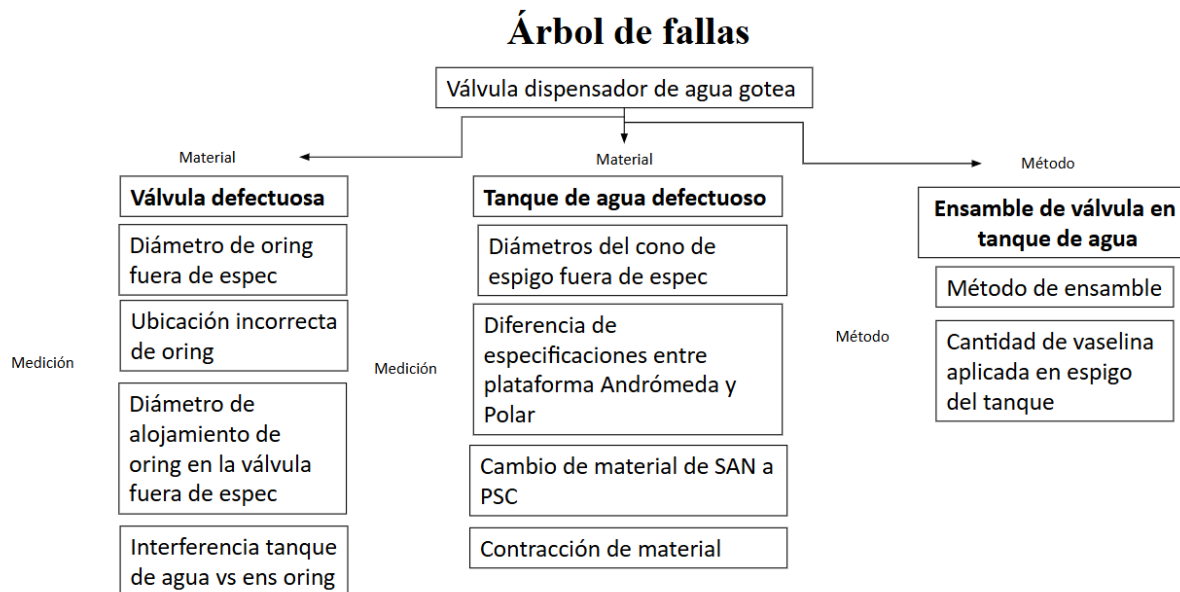 Árbol de fallas
Válvula dispensador de agua gotea
Material
Válvula defectuosa
Diámetro de oring
fuera de espec
Ubicación incorrecta
de oring
Medición
Diámetro de
alojamiento de
oring en la válvula
fuera de espec
Interferencia tanque
de agua vs ens oring
Material
Tanque de agua defectuoso
Diámetros del cono de
espigo fuera de espec
Diferencia de
especificaciones entre
plataforma Andrómeda y
Polar
Medición
Cambio de material de SAN a
PSC
Contracción de material
Método
Ensamble de válvula en
tanque de agua
Método de ensamble
Método
Cantidad de vaselina
aplicada en espigo
del tanque